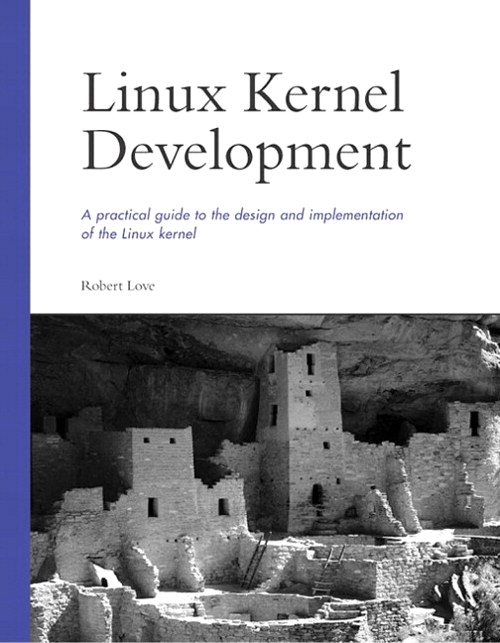 Linux Kernel
Development
A practical guide to the design and implementation
of the Linux kernel
Robert Love